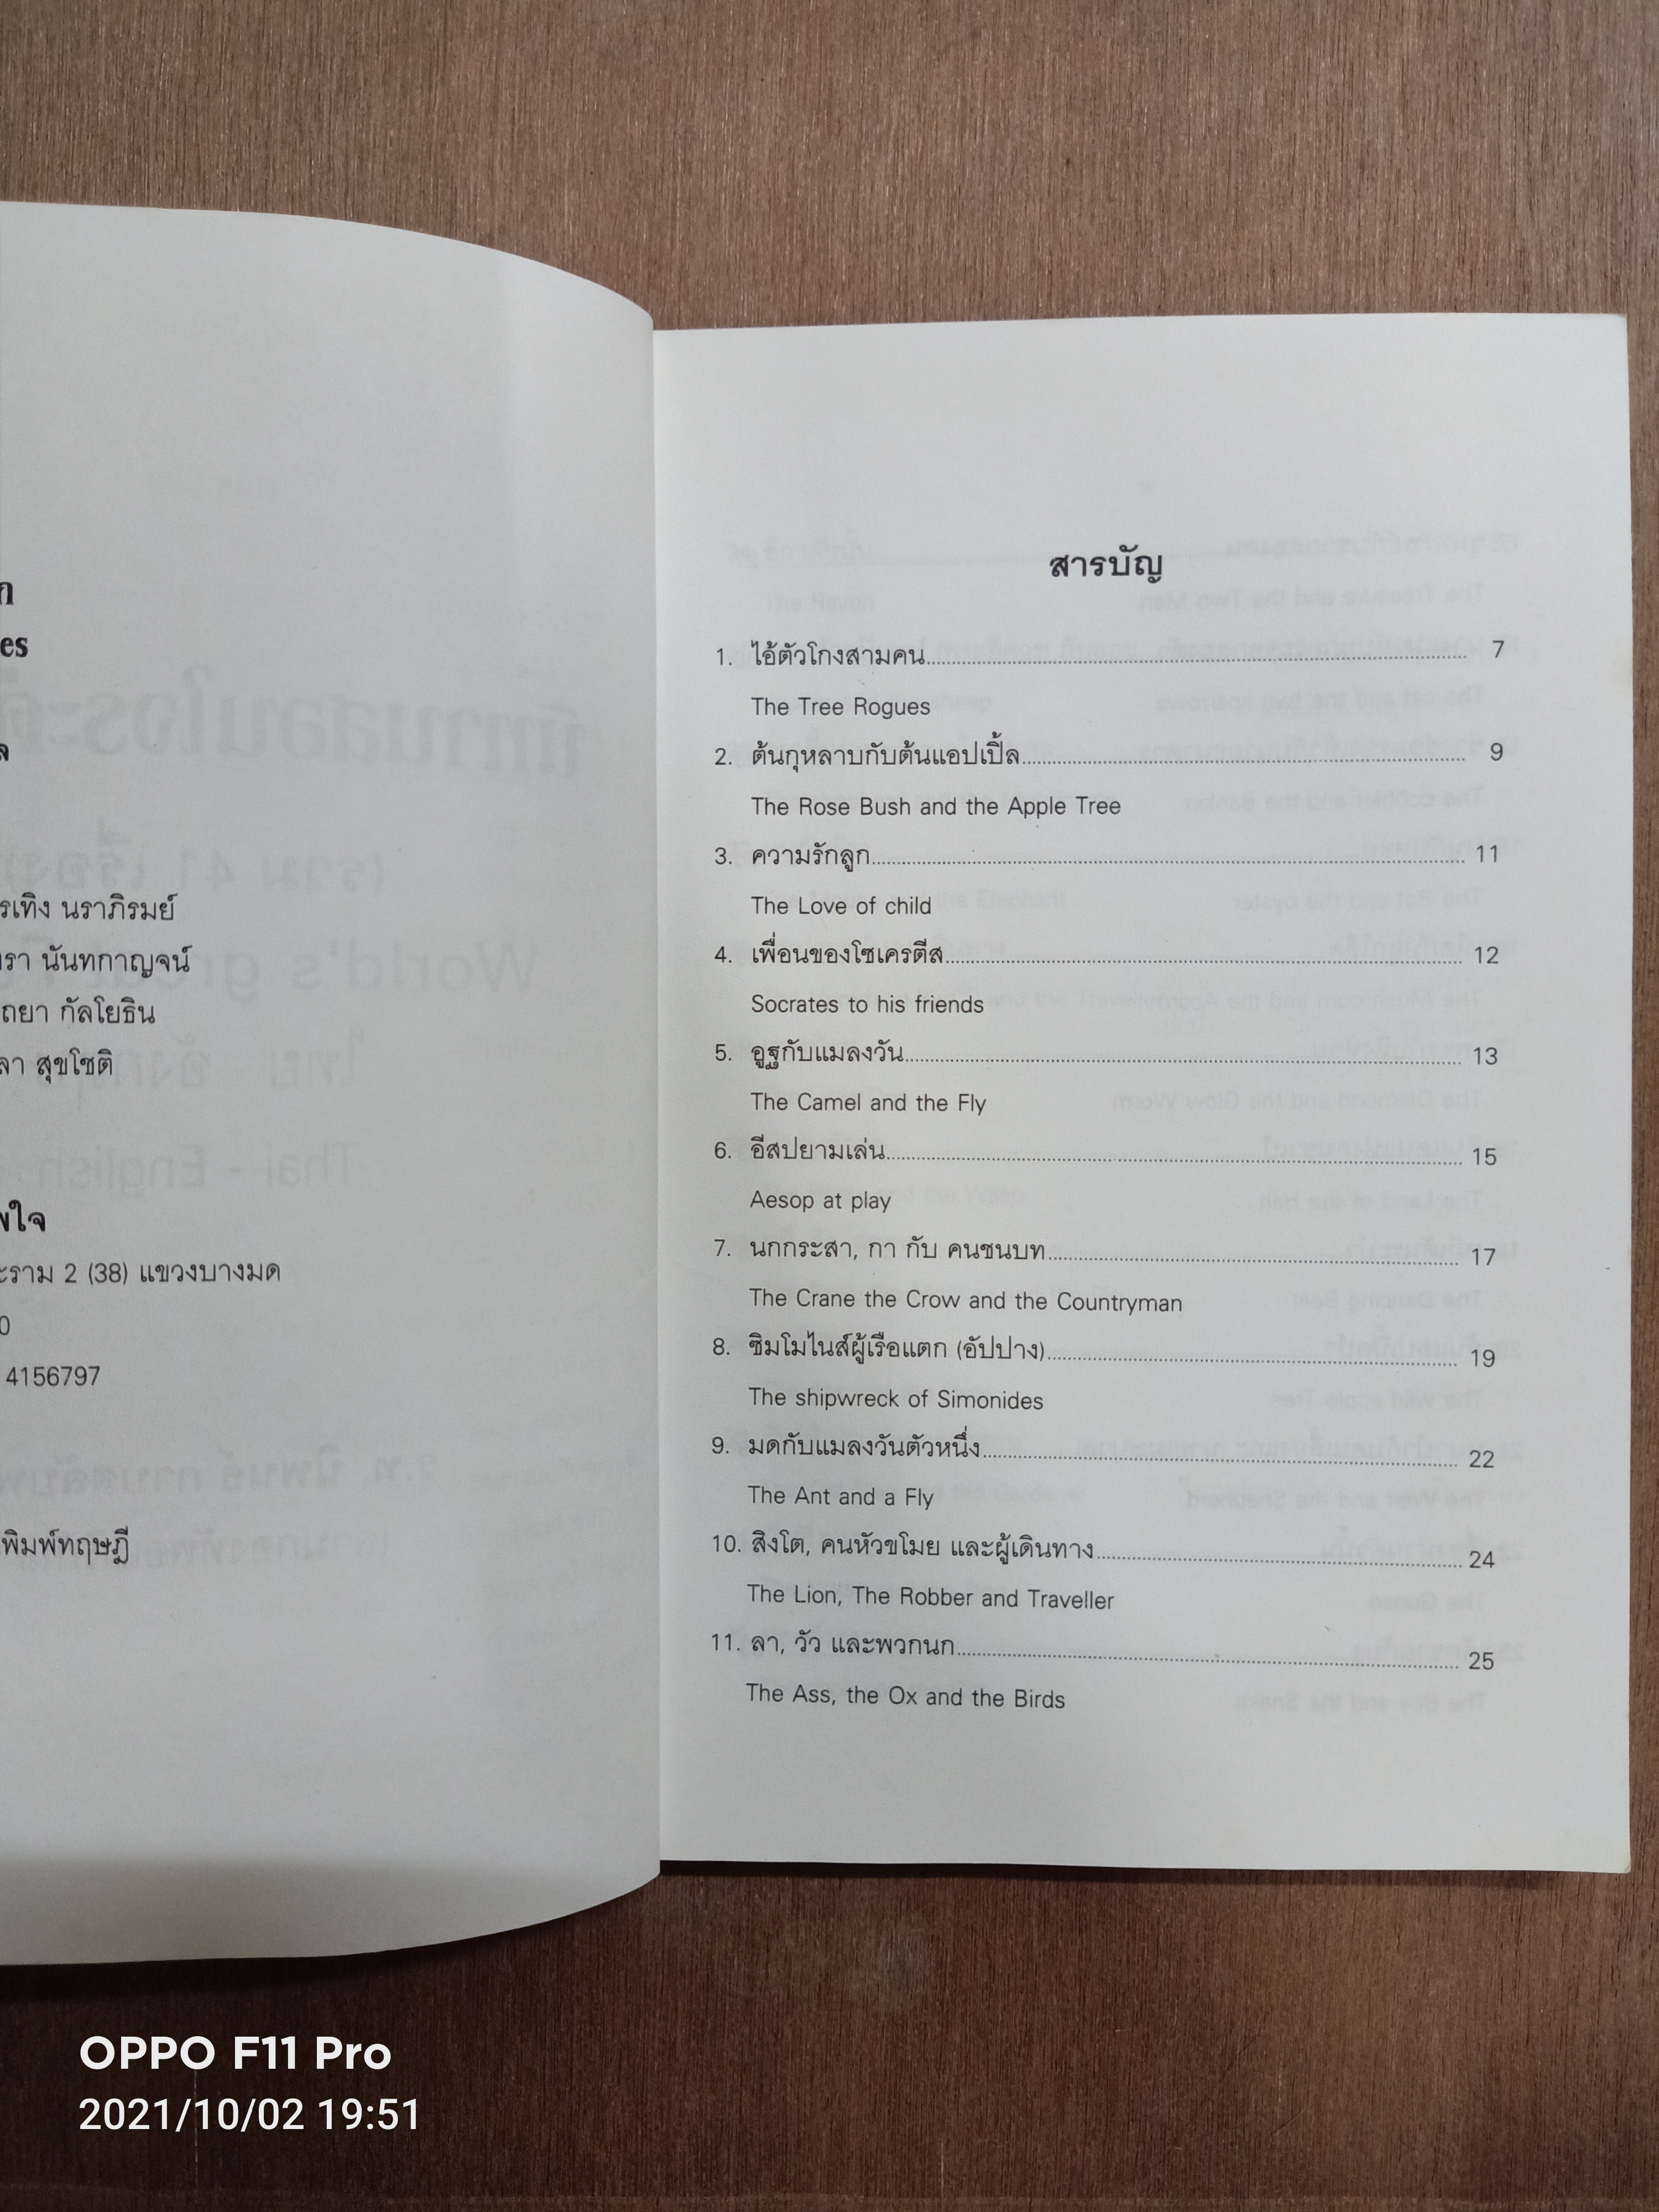 es
รเทิง นราภิรมย์
นันทกาญจน์
ถยา กัลโยธิน
ลา สุขโชติ
ะราม 2 (38) แขวงบางมด
0
4156797
พิมพ์ทฤษฎี
สารบัญ
1. ไอ้ตัวโกงสามคน 7
The Tree Rogues
2. ต้นกุหลาบกับต้นแอปเปิ้ล 9
The Rose Bush and the Apple Tree
3. ความรักลูก 11
The Love of child
4. เพื่อนของโซเครตีส 12
Socrates to his friends
5. อูฐกับแมลงวัน 13
The Camel and the Fly
6. อีสปยามเล่น 15
Aesop at play
7. นกกระสา, กา กับ คนชนบท 17
The Crane the Crow and the Countryman
8. ซิมโมไนส์ผู้เรือแตก (อัปปาง) 19
The shipwreck of Simonides
9. มดกับแมลงวันตัวหนึ่ง 22
The Ant and a Fly
10. สิงโต, คนหัวขโมย และผู้เดินทาง 24
The Lion, The Robber and Traveller
11. ลา, วัว และพวกนก 25
The Ass, the Ox and the Birds
OPPO F11 Pro
2021/10/02 19:51